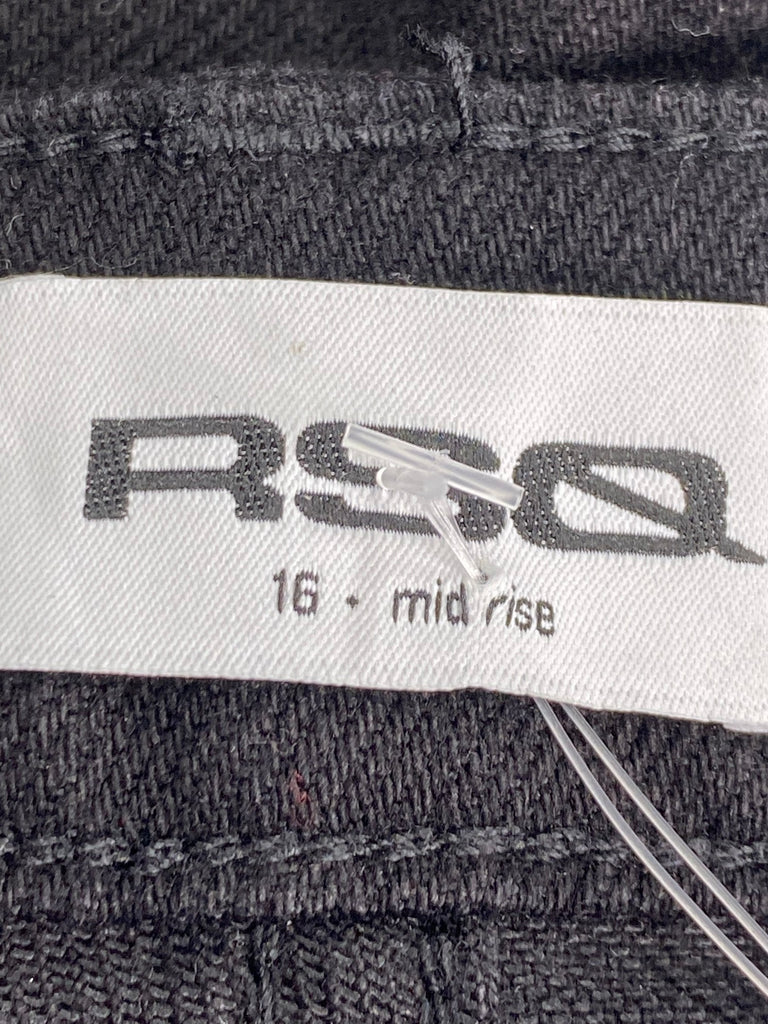 RSQ
16 · mid rise